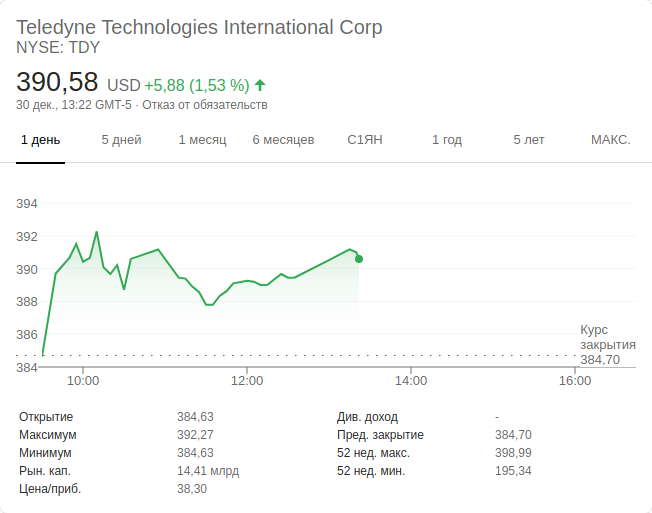 Teledyne Technologies International Corp
NYSE: TDY
390,58 USD +5,88 (1,53 %)
30 дек., 13:22 GMT-5 · Отказ от обязательств
1 день 5 дней 1 месяц 6 месяцев С1ЯН 1 год 5 лет МАКС.
394
392
390
388
386
384
Курс
закрытия
384,70
10:00 12:00 14:00 16:00
Открытие 384,63 Див. доход -
Максимум 392,27 Пред. закрытие 384,70
Минимум 384,63 52 нед. макс. 398,99
Рын. кап. 14,41 млрд 52 нед. мин. 195,34
Цена/приб. 38,30